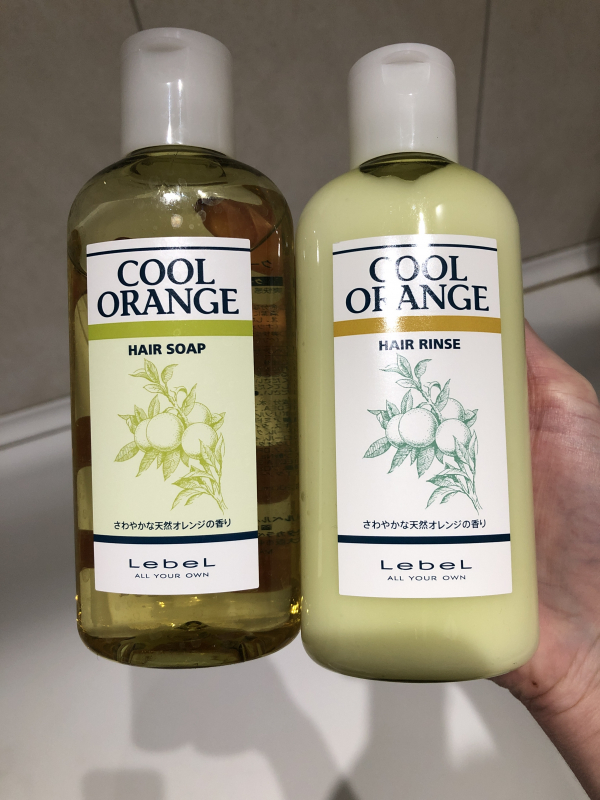 COOL
ORANGE
HAIR SOAP
さわやかな天然オレンジの香り
LebeL
ALL YOUR OWN
COOL
ORANGE
HAIR RINSE
さわやかな天然オレンジの香り
LebeL
ALL YOUR OWN